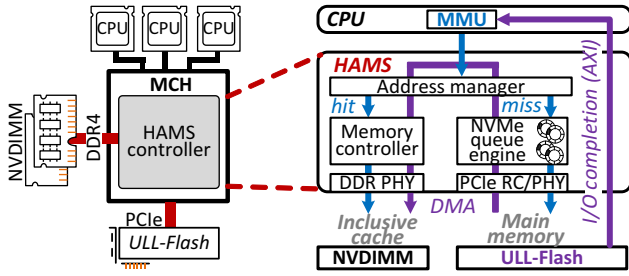 CPU CPU CPU
MCH
HAMS
controller
NVDIMM
DDR4
PCIe
ULL-Flash
CPU MMU
HAMS
Address manager
hit miss
Memory
controller
NVMe
queue
engine
DDR PHY PCIe RC/PHY
DMA
Inclusive
cache
Main
memory
NVDIMM ULL-Flash
I/O completion (AXI)